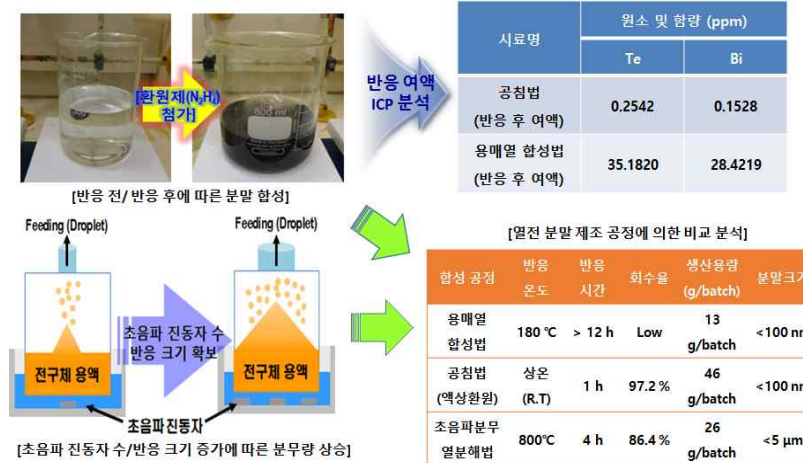 [환원제(N₂H₄)
첨가]
600 ml
[반응 전/ 반응 후에 따른 분말 합성]
반응 여액
ICP 분석
시료명
원소 및 함량 (ppm)
Te
Bi
공침법
(반응 후 여액)
0.2542
0.1528
용매열 합성법
(반응 후 여액)
35.1820
28.4219
Feeding (Droplet)
Feeding (Droplet)
초음파 진동자 수
반응 크기 확보
전구체 용액
전구체 용액
초음파 진동자
[초음파 진동자 수/반응 크기 증가에 따른 분무량 상승]
[열전 분말 제조 공정에 의한 비교 분석]
합성 공정
반응
온도
반응
시간
회수율
생산용량
(g/batch)
분말크기
용매열
합성법
180 ℃
> 12 h
Low
13
g/batch
<100 nm
공침법
(액상환원)
상온
(R.T)
1 h
97.2 %
46
g/batch
<100 nm
초음파분무
열분해법
800℃
4 h
86.4 %
26
g/batch
<5 μm